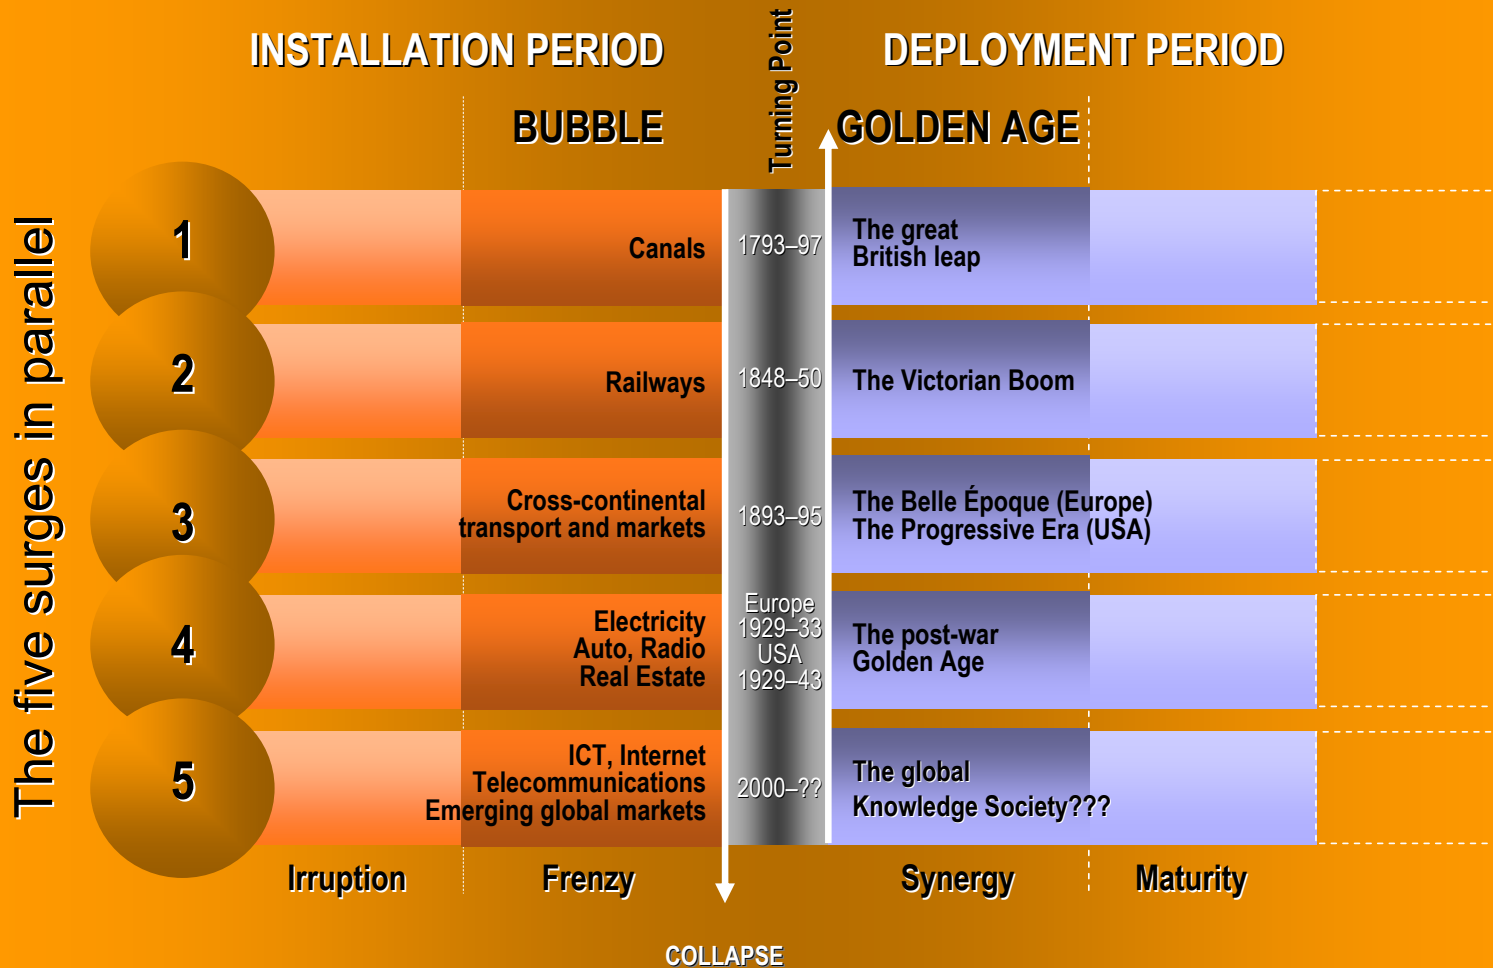 INSTALLATION PERIOD
Turning Point
DEPLOYMENT PERIOD
BUBBLE
GOLDEN AGE
The five surges in parallel
1
Canals
1793–97
The great
British leap
2
Railways
1848–50
The Victorian Boom
3
Cross-continental
transport and markets
1893–95
The Belle Époque (Europe)
The Progressive Era (USA)
4
Electricity
Auto, Radio
Real Estate
Europe
1929–33
USA
1929–43
The post-war
Golden Age
5
ICT, Internet
Telecommunications
Emerging global markets
2000–??
The global
Knowledge Society???
Irruption
Frenzy
Synergy
Maturity
COLLAPSE